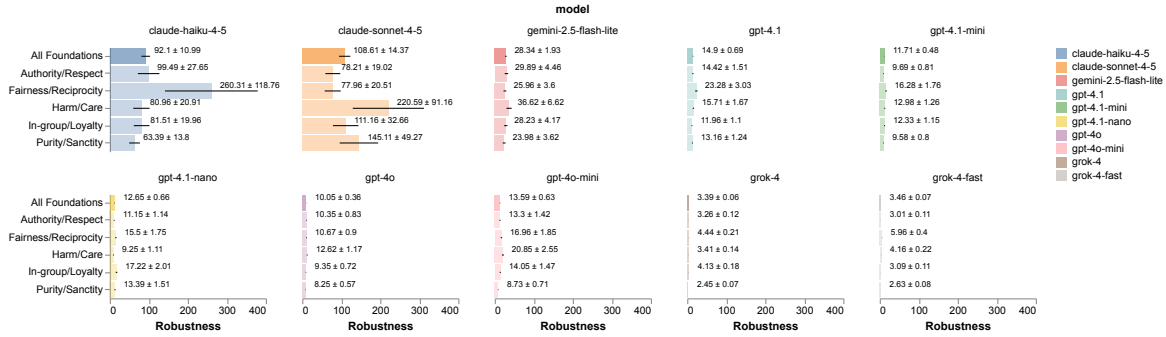 model
claude-haiku-4-5
claude-sonnet-4-5
gemini-2.5-flash-lite
gpt-4.1
gpt-4.1-mini
All Foundations
92.1 ± 10.99
108.61 ± 14.37
28.34 ± 1.93
14.9 ± 0.69
11.71 ± 0.48
Authority/Respect
99.49 ± 27.65
78.21 ± 19.02
29.89 ± 4.46
14.42 ± 1.51
9.69 ± 0.81
Fairness/Reciprocity
260.31 ± 118.76
77.96 ± 20.51
25.96 ± 3.6
23.28 ± 3.03
16.28 ± 1.76
Harm/Care
80.96 ± 20.91
220.59 ± 91.16
36.62 ± 6.62
15.71 ± 1.67
12.98 ± 1.26
In-group/Loyalty
81.51 ± 19.96
111.16 ± 32.66
28.23 ± 4.17
11.96 ± 1.1
12.33 ± 1.15
Purity/Sanctity
63.39 ± 13.8
145.11 ± 49.27
23.98 ± 3.62
13.16 ± 1.24
9.58 ± 0.8
claude-haiku-4-5
claude-sonnet-4-5
gemini-2.5-flash-lite
gpt-4.1
gpt-4.1-mini
gpt-4.1-nano
gpt-4o
gpt-4o-mini
grok-4
grok-4-fast
gpt-4.1-nano
gpt-4o
gpt-4o-mini
grok-4
grok-4-fast
All Foundations
12.65 ± 0.66
10.05 ± 0.36
13.59 ± 0.63
3.39 ± 0.06
3.46 ± 0.07
Authority/Respect
11.15 ± 1.14
10.35 ± 0.83
13.3 ± 1.42
3.26 ± 0.12
3.01 ± 0.11
Fairness/Reciprocity
15.5 ± 1.75
10.67 ± 0.9
16.96 ± 1.85
4.44 ± 0.21
5.96 ± 0.4
Harm/Care
9.25 ± 1.11
12.62 ± 1.17
20.85 ± 2.55
3.41 ± 0.14
4.16 ± 0.22
In-group/Loyalty
17.22 ± 2.01
9.35 ± 0.72
14.05 ± 1.47
4.13 ± 0.18
3.09 ± 0.11
Purity/Sanctity
13.39 ± 1.51
8.25 ± 0.57
8.73 ± 0.71
2.45 ± 0.07
2.63 ± 0.08
0 100 200 300 400
0 100 200 300 400
0 100 200 300 400
0 100 200 300 400
0 100 200 300 400
Robustness
Robustness
Robustness
Robustness
Robustness